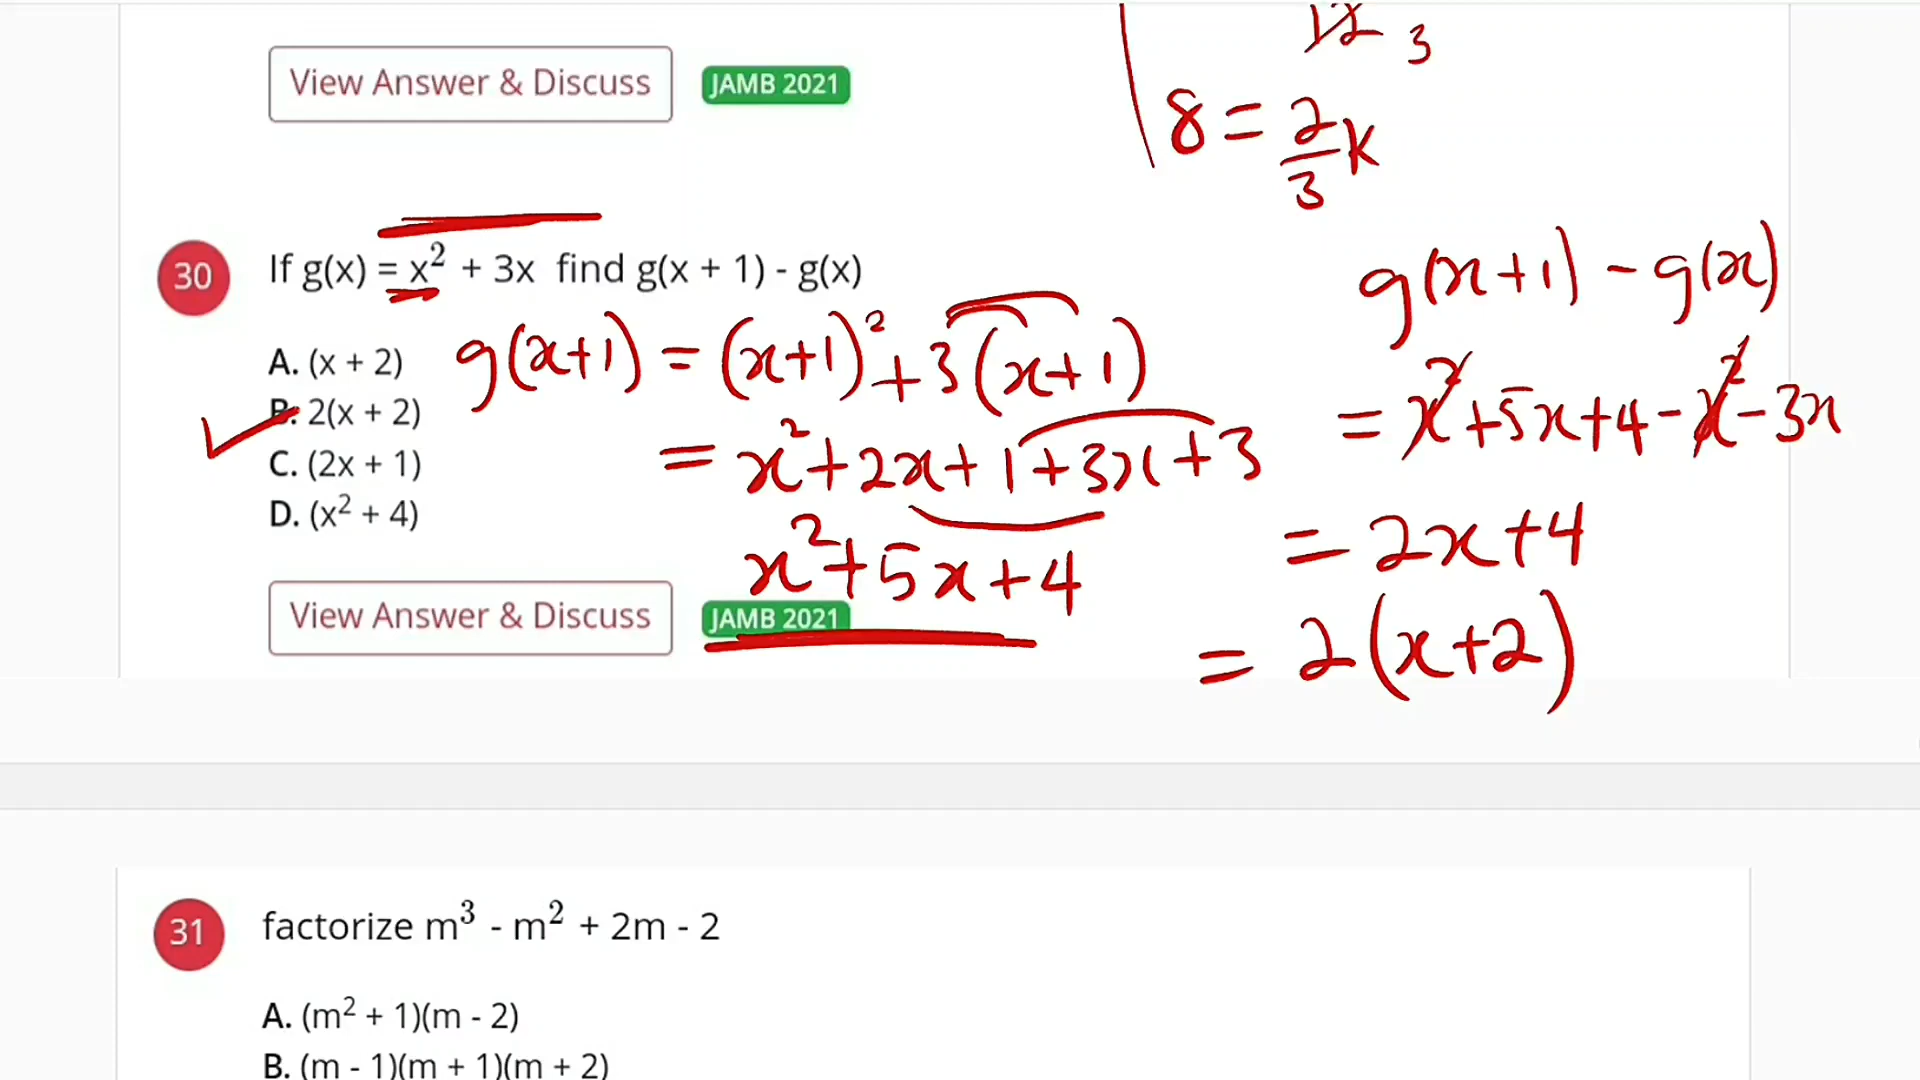 12 3
View Answer & Discuss JAMB 2021
8 = 2/3 K
30 If g(x) = x² + 3x find g(x + 1) - g(x)
A. (x + 2)
B. 2(x + 2)
C. (2x + 1)
D. (x² + 4)
g(x+1) = (x+1)² + 3(x+1)
= x²+2x+1+3x+3
x²+5x+4
g(x+1) - g(x)
= x²+5x+4-x²-3x
= 2x+4
= 2(x+2)
View Answer & Discuss JAMB 2021
31 factorize m³ - m² + 2m - 2
A. (m² + 1)(m - 2)
B. (m - 1)(m + 1)(m + 2)